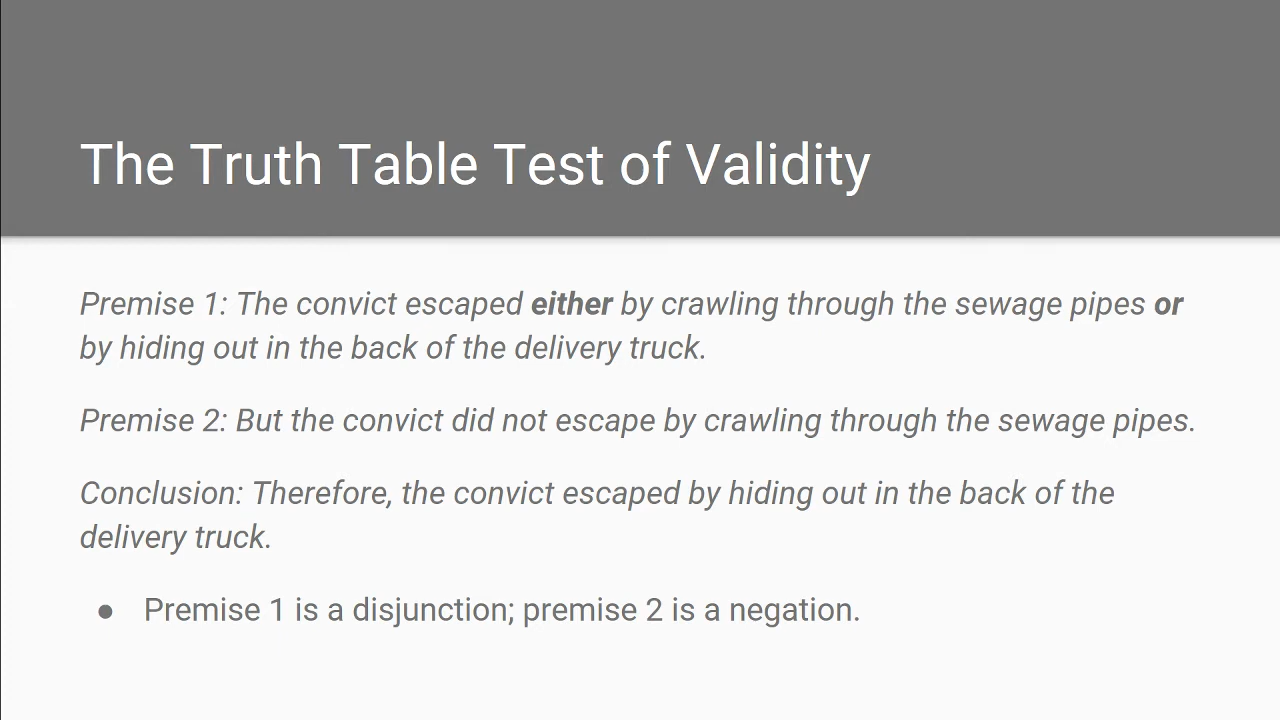 The Truth Table Test of Validity
Premise 1: The convict escaped either by crawling through the sewage pipes or
by hiding out in the back of the delivery truck.
Premise 2: But the convict did not escape by crawling through the sewage pipes.
Conclusion: Therefore, the convict escaped by hiding out in the back of the
delivery truck.
● Premise 1 is a disjunction; premise 2 is a negation.